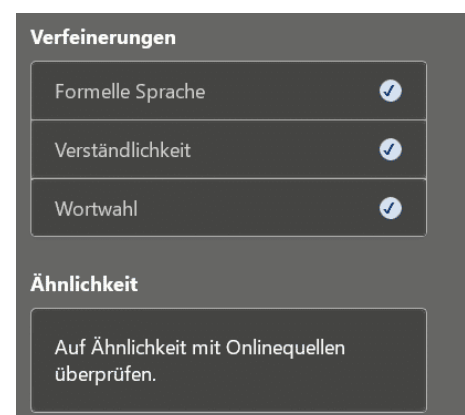 Verfeinerungen
Formelle Sprache
Verständlichkeit
Wortwahl
Ähnlichkeit
Auf Ähnlichkeit mit Onlinequellen
überprüfen.